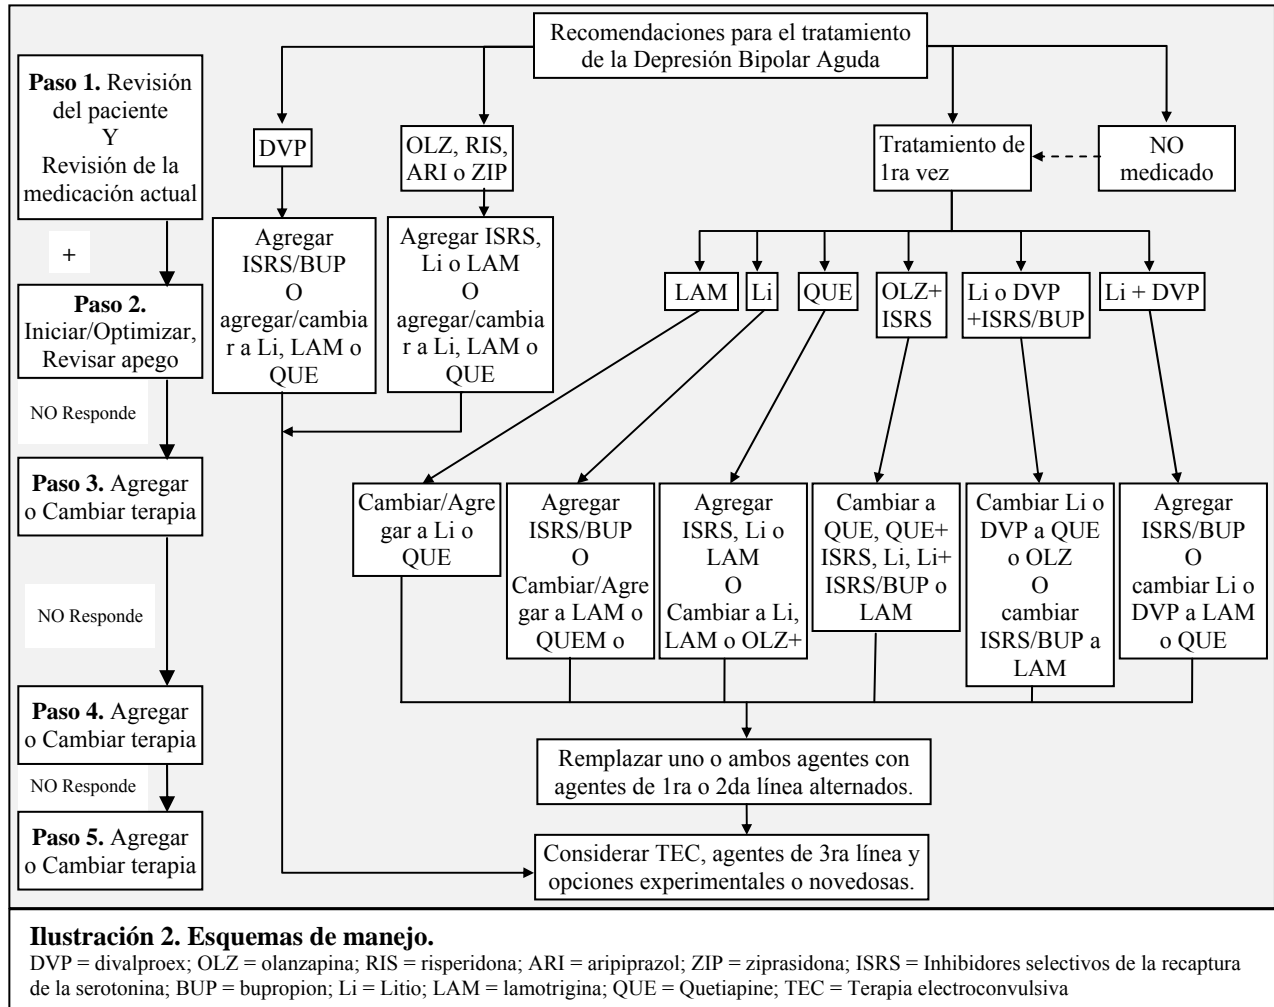 Recomendaciones para el tratamiento
de la Depresión Bipolar Aguda
Paso 1. Revisión
del paciente
Y
Revisión de la
medicación actual
+
Paso 2.
Iniciar/Optimizar,
Revisar apego
NO Responde
Paso 3. Agregar
o Cambiar terapia
NO Responde
Paso 4. Agregar
o Cambiar terapia
NO Responde
Paso 5. Agregar
o Cambiar terapia
DVP
OLZ, RIS,
ARI o ZIP
Tratamiento de
1ra vez
NO
medicado
Agregar
ISRS/BUP
O
agregar/cambia
r a Li, LAM o
QUE
Agregar ISRS,
Li o LAM
O
agregar/cambia
r a Li, LAM o
QUE
LAM
Li
QUE
OLZ+
ISRS
Li o DVP
+ISRS/BUP
Li + DVP
Cambiar/Agre
gar a Li o
QUE
Agregar
ISRS/BUP
O
Cambiar/Agre
gar a LAM o
QUEM o
Agregar
ISRS, Li o
LAM
O
Cambiar a Li,
LAM o OLZ+
Cambiar a
QUE, QUE+
ISRS, Li, Li+
ISRS/BUP o
LAM
Cambiar Li o
DVP a QUE
o OLZ
O
cambiar
ISRS/BUP a
LAM
Agregar
ISRS/BUP
O
cambiar Li o
DVP a LAM
o QUE
Remplazar uno o ambos agentes con
agentes de 1ra o 2da línea alternados.
Considerar TEC, agentes de 3ra línea y
opciones experimentales o novedosas.
Ilustración 2. Esquemas de manejo.
DVP = divalproex; OLZ = olanzapina; RIS = risperidona; ARI = aripiprazol; ZIP = ziprasidona; ISRS = Inhibidores selectivos de la recaptura
de la serotonina; BUP = bupropion; Li = Litio; LAM = lamotrigina; QUE = Quetiapine; TEC = Terapia electroconvulsiva